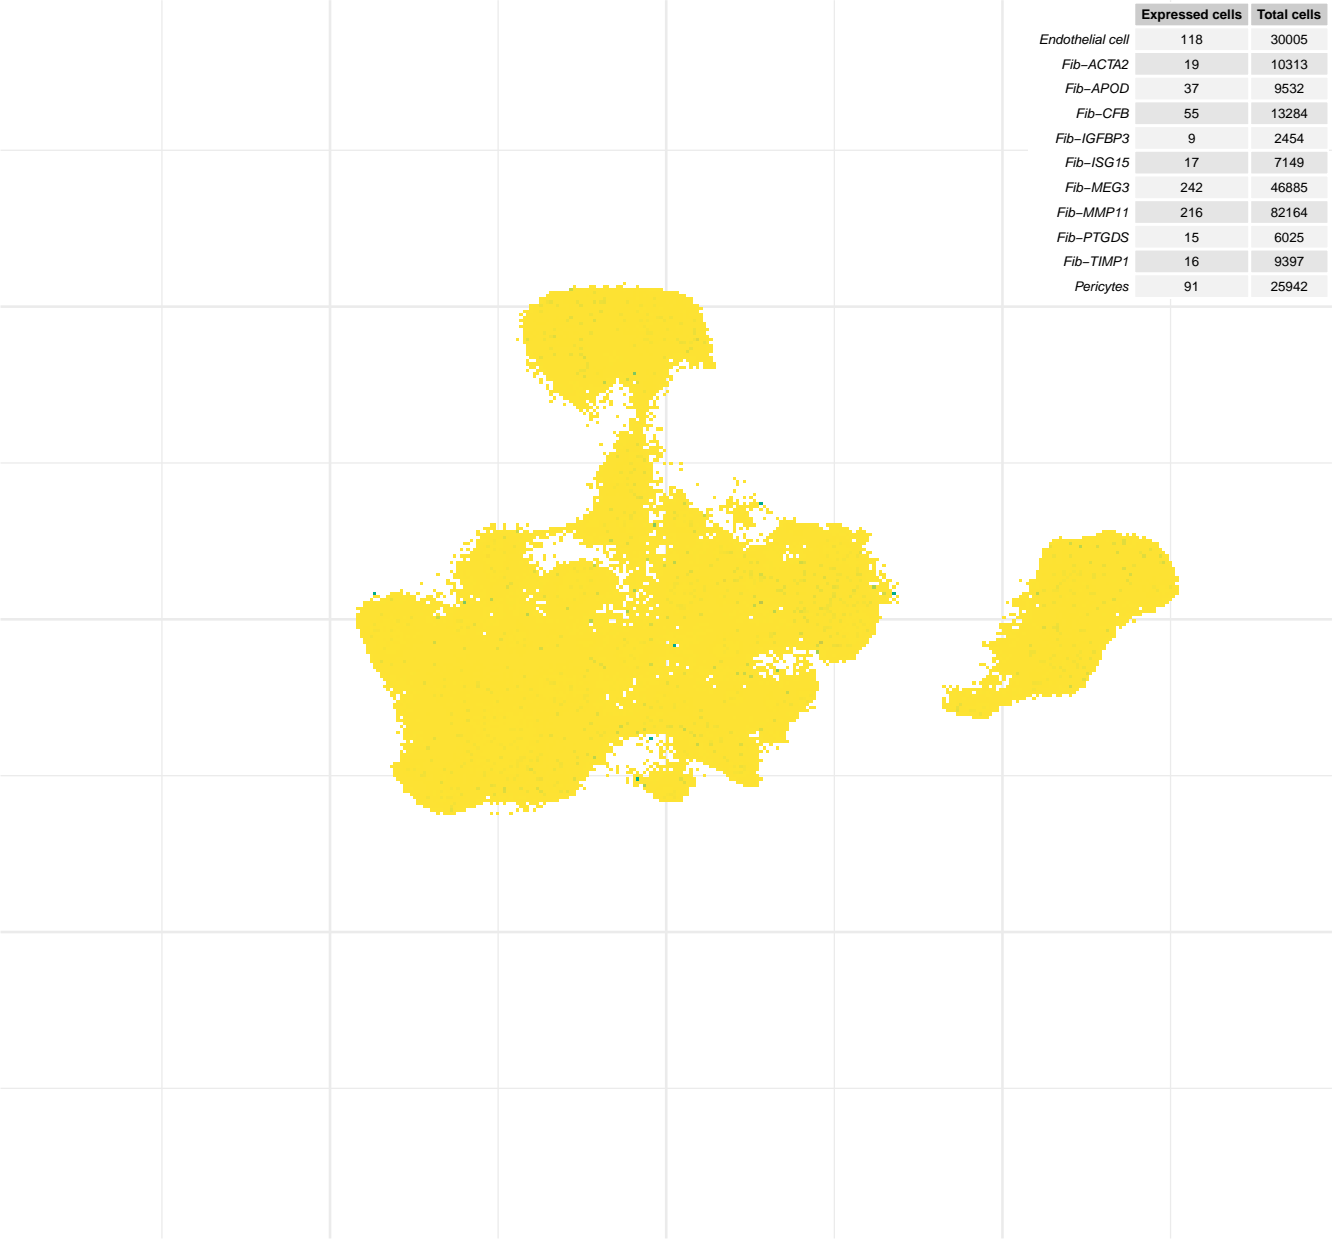 Expressed cells Total cells
Endothelial cell 118 30005
Fib−ACTA2 19 10313
Fib−APOD 37 9532
Fib−CFB 55 13284
Fib−IGFBP3 9 2454
Fib−ISG15 17 7149
Fib−MEG3 242 46885
Fib−MMP11 216 82164
Fib−PTGDS 15 6025
Fib−TIMP1 16 9397
Pericytes 91 25942